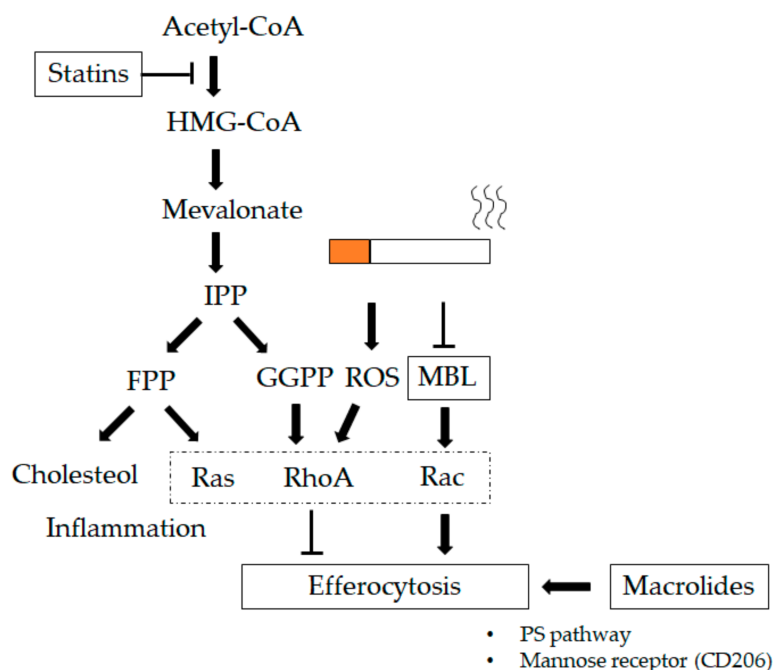 Acetyl-CoA
Statins
HMG-CoA
Mevalonate
IPP
FPP GGPP ROS MBL
Cholesteol Ras RhoA Rac
Inflammation
Efferocytosis Macrolides
• PS pathway
• Mannose receptor (CD206)